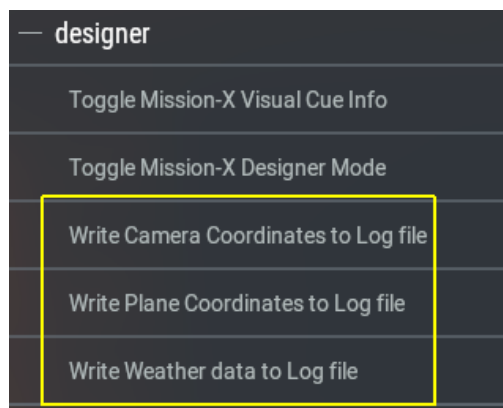 designer
Toggle Mission-X Visual Cue Info
Toggle Mission-X Designer Mode
Write Camera Coordinates to Log file
Write Plane Coordinates to Log file
Write Weather data to Log file